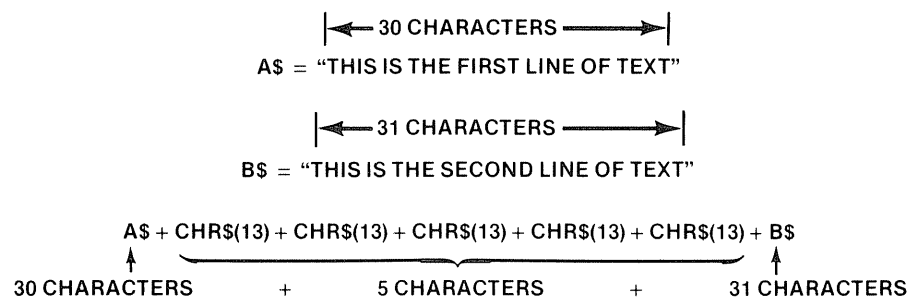 30 CHARACTERS
A$ = “THIS IS THE FIRST LINE OF TEXT”
31 CHARACTERS
B$ = “THIS IS THE SECOND LINE OF TEXT”
A$ + CHR$(13) + CHR$(13) + CHR$(13) + CHR$(13) + CHR$(13) + B$
30 CHARACTERS + 5 CHARACTERS + 31 CHARACTERS